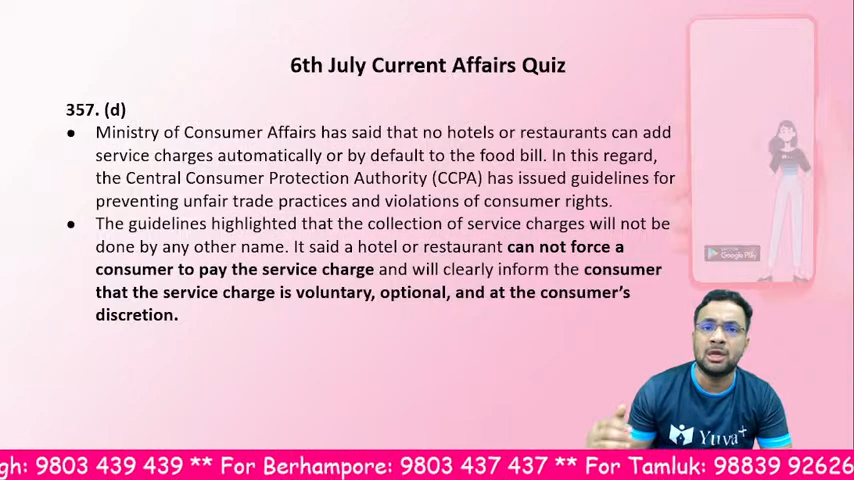 6th July Current Affairs Quiz
357. (d)
● Ministry of Consumer Affairs has said that no hotels or restaurants can add
service charges automatically or by default to the food bill. In this regard,
the Central Consumer Protection Authority (CCPA) has issued guidelines for
preventing unfair trade practices and violations of consumer rights.
● The guidelines highlighted that the collection of service charges will not be
done by any other name. It said a hotel or restaurant can not force a
consumer to pay the service charge and will clearly inform the consumer
that the service charge is voluntary, optional, and at the consumer's
discretion.
Google Play
Yuva+
gh: 9803 439 439 ** For Berhampore: 9803 437 437 ** For Tamluk: 98839 92626